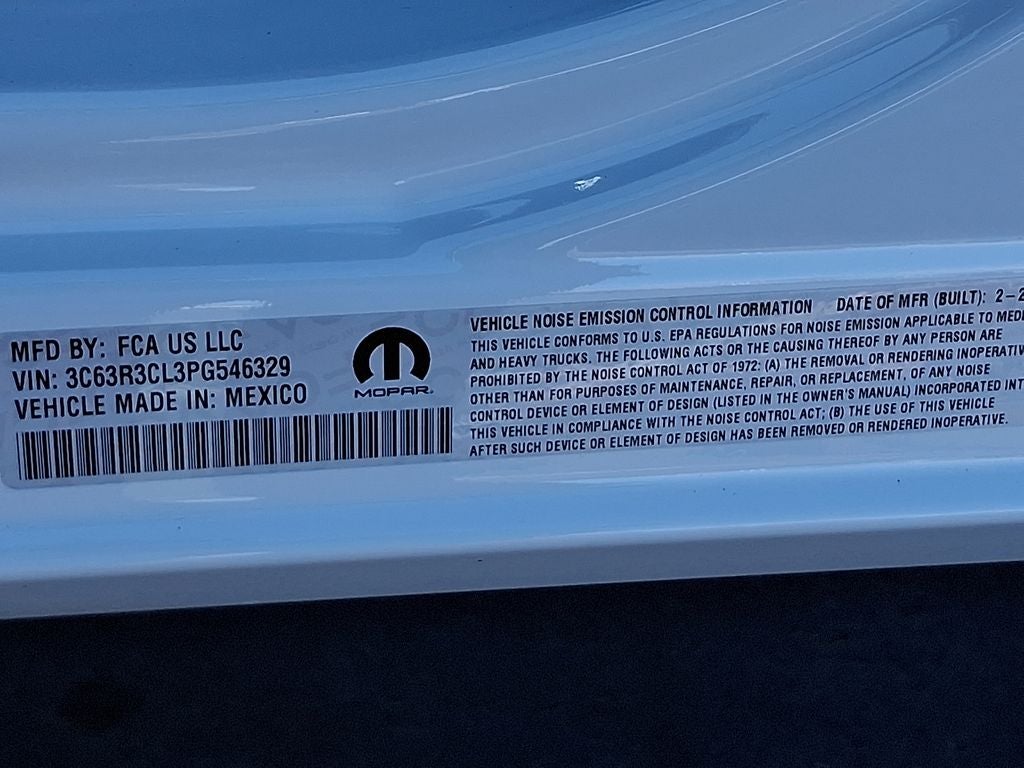 MFD BY: FCA US LLC
VIN: 3C63R3CL3PG546329
VEHICLE MADE IN: MEXICO
MOPAR.
VEHICLE NOISE EMISSION CONTROL INFORMATION DATE OF MFR (BUILT): 2-2
THIS VEHICLE CONFORMS TO U.S. EPA REGULATIONS FOR NOISE EMISSION APPLICABLE TO MEDI
AND HEAVY TRUCKS. THE FOLLOWING ACTS OR THE CAUSING THEREOF BY ANY PERSON ARE
PROHIBITED BY THE NOISE CONTROL ACT OF 1972: (A) THE REMOVAL OR RENDERING INOPERATIV
OTHER THAN FOR PURPOSES OF MAINTENANCE, REPAIR, OR REPLACEMENT, OF ANY NOISE
CONTROL DEVICE OR ELEMENT OF DESIGN (LISTED IN THE OWNER'S MANUAL) INCORPORATED INT
THIS VEHICLE IN COMPLIANCE WITH THE NOISE CONTROL ACT; (B) THE USE OF THIS VEHICLE
AFTER SUCH DEVICE OR ELEMENT OF DESIGN HAS BEEN REMOVED OR RENDERED INOPERATIVE.